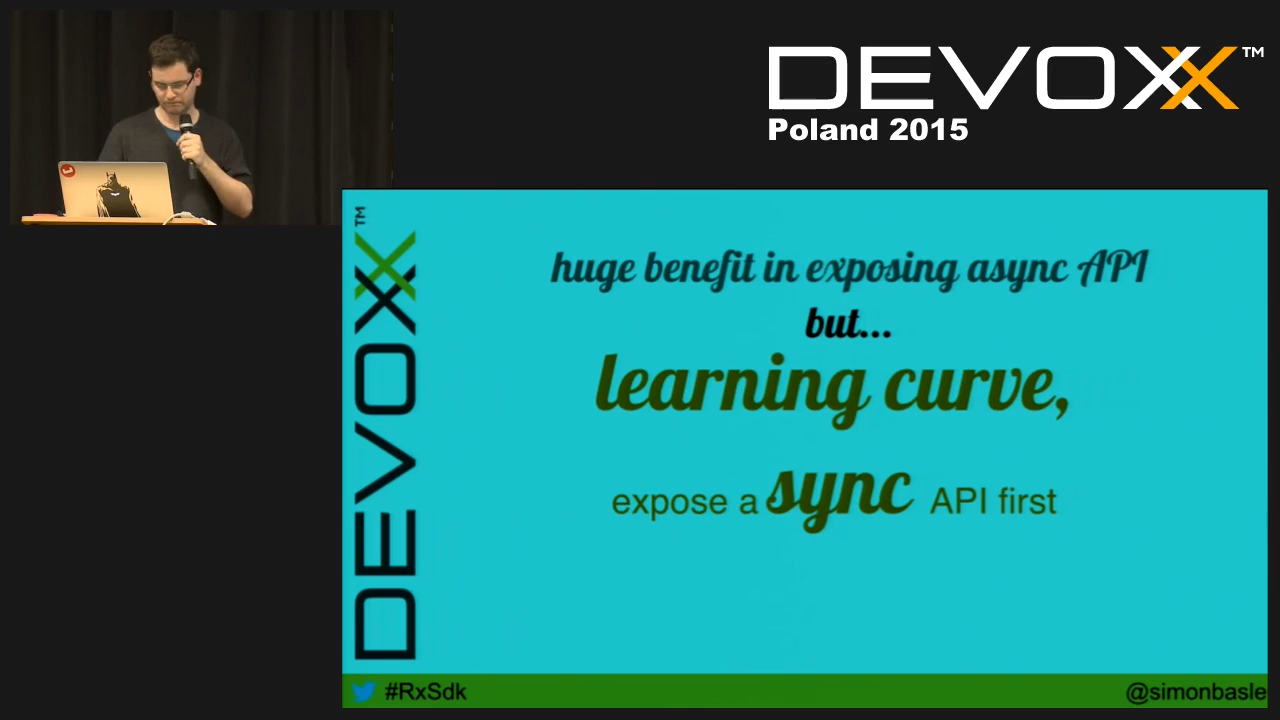 DEVOXX™
Poland 2015
DEVOXX™
huge benefit in exposing async API
but...
learning curve,
expose a sync API first
#RxSdk
@simonbasle